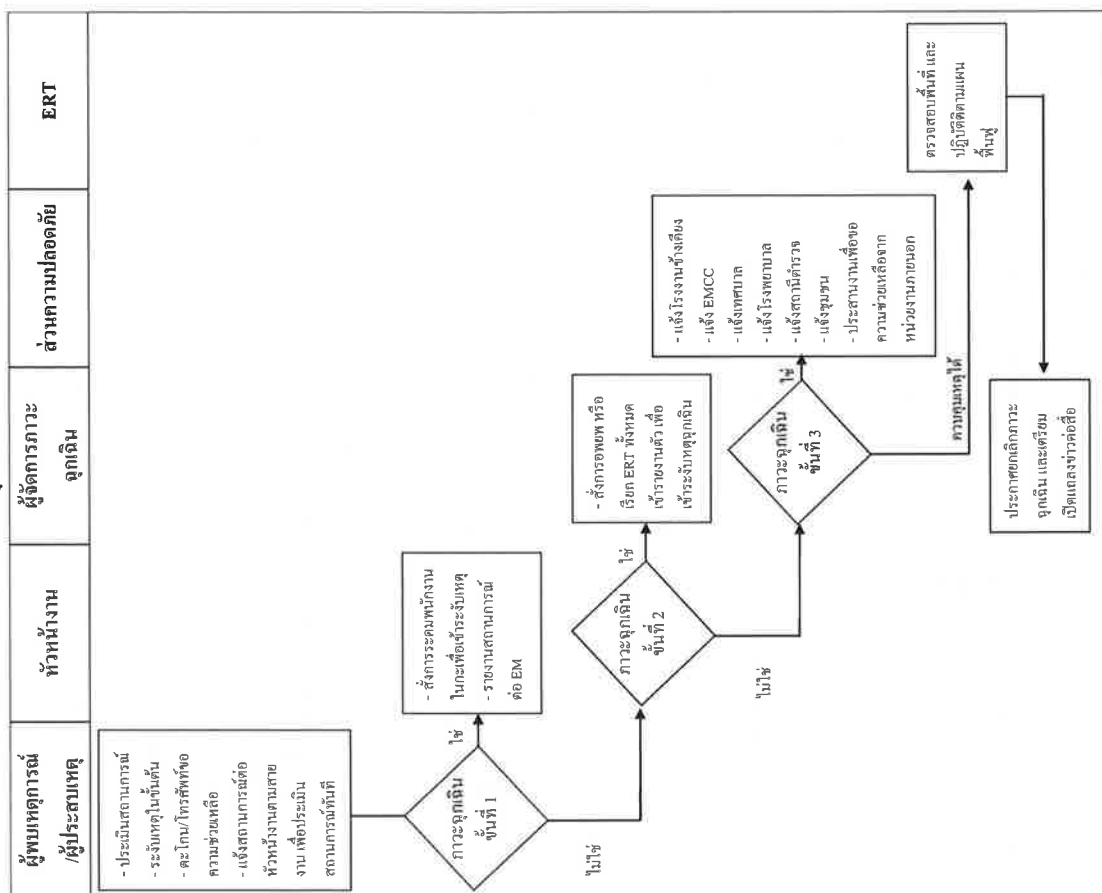 ผู้พบเหตุการณ์
/ผู้ประสบเหตุ
หัวหน้างาน
ผู้จัดการภาวะ
ฉุกเฉิน
ส่วนความปลอดภัย
ERT
- ประเมินสถานการณ์
- ระงับเหตุในขั้นต้น
- ตะโกน/โทรศัพท์ขอ
ความช่วยเหลือ
- แจ้งสถานการณ์ต่อ
หัวหน้างานตามสาย
งาน เพื่อประเมิน
สถานการณ์ทันที
ภาวะฉุกเฉิน
ขั้นที่ 1
ใช่
ไม่ใช่
- สั่งการระดมพนักงาน
ในกะเพื่อเข้าระงับเหตุ
- รายงานสถานการณ์
ต่อ EM
ภาวะฉุกเฉิน
ขั้นที่ 2
ใช่
ไม่ใช่
- สั่งการอพยพ หรือ
เรียก ERT ทั้งหมด
เข้ารายงานตัว เพื่อ
เข้าระงับเหตุฉุกเฉิน
ภาวะฉุกเฉิน
ขั้นที่ 3
ใช่
- แจ้งโรงงานข้างเคียง
- แจ้ง EMCC
- แจ้งเทศบาล
- แจ้งโรงพยาบาล
- แจ้งสถานีตำรวจ
- แจ้งชุมชน
- ประสานงานเพื่อขอ
ความช่วยเหลือจาก
หน่วยงานภายนอก
ควบคุมเหตุได้
ตรวจสอบพื้นที่ และ
ปฏิบัติตามแผน
ฟื้นฟู
ประกาศยกเลิกภาวะ
ฉุกเฉิน และเตรียม
เปิดแถลงข่าวต่อสื่อ